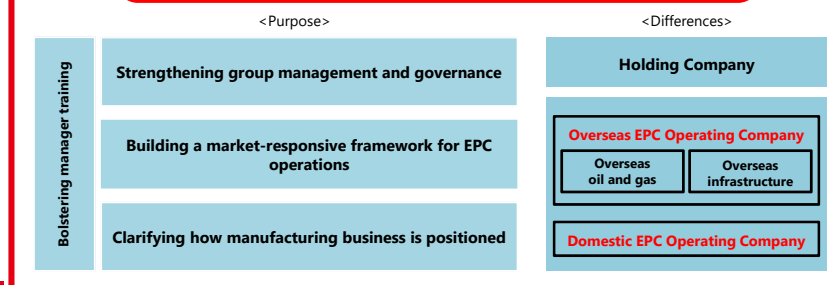 <Purpose>
<Differences>
Bolstering manager training
Strengthening group management and governance
Building a market-responsive framework for EPC
operations
Clarifying how manufacturing business is positioned
Holding Company
Overseas EPC Operating Company
Overseas
oil and gas
Overseas
infrastructure
Domestic EPC Operating Company